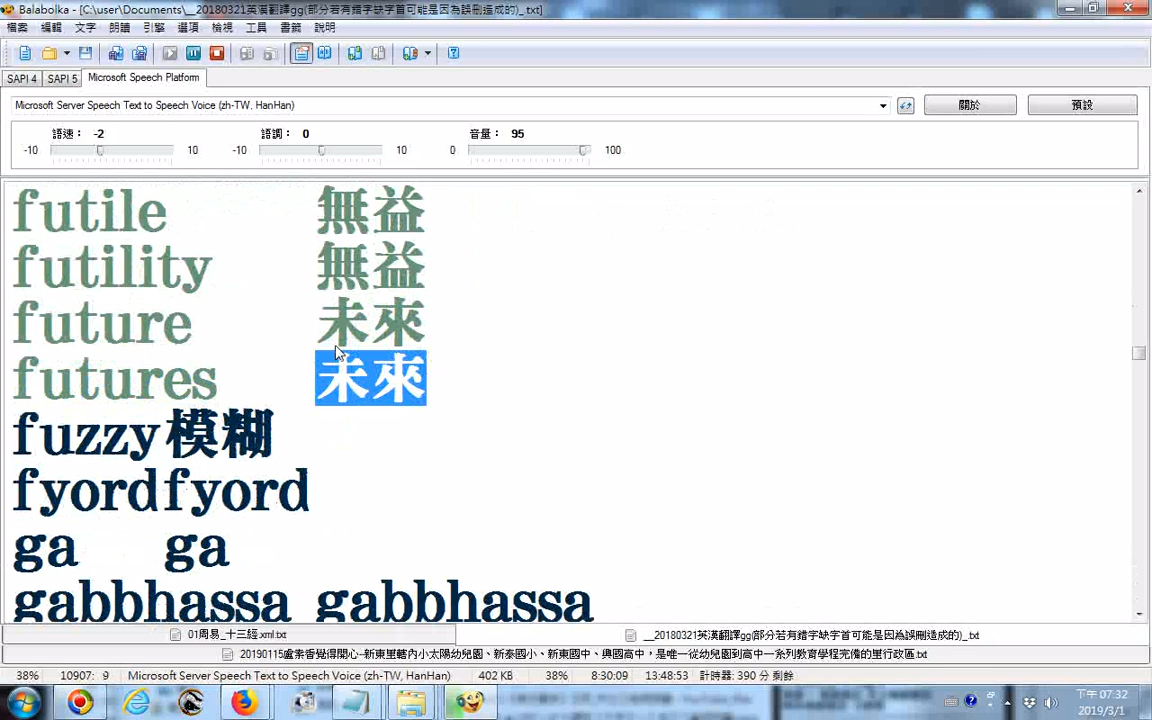 Balabolka - [C:\user\Documents\__20180321英漢翻譯gg(部分若有錯字缺字首可能是因為誤刪造成的)_.txt]
檔案 編輯 文字 朗讀 引擎 選項 檢視 工具 書籤 說明
SAPI 4 SAPI 5 Microsoft Speech Platform
Microsoft Server Speech Text to Speech Voice (zh-TW, HanHan) 關於 預設
語速： -2 語調： 0 音量： 95
-10 10 -10 10 0 100
futile 無益
futility 無益
future 未來
futures 未來
fuzzy 模糊
fyord fyord
ga ga
gabbhassa gabbhassa
01周易_十三經.xml.txt __20180321英漢翻譯gg(部分若有錯字缺字首可能是因為誤刪造成的)_.txt
20190115盧素香覺得開心-新東里轄內小太陽幼兒園、新泰國小、新東國中、興國高中，是唯一從幼兒園到高中一系列教育學程完備的里行政區.txt
38% 10907: 9 Microsoft Server Speech Text to Speech Voice (zh-TW, HanHan) 402 KB 38% 8:30:09 13:48:53 計時器: 390 分 剩餘
下午 07:32
2019/3/1